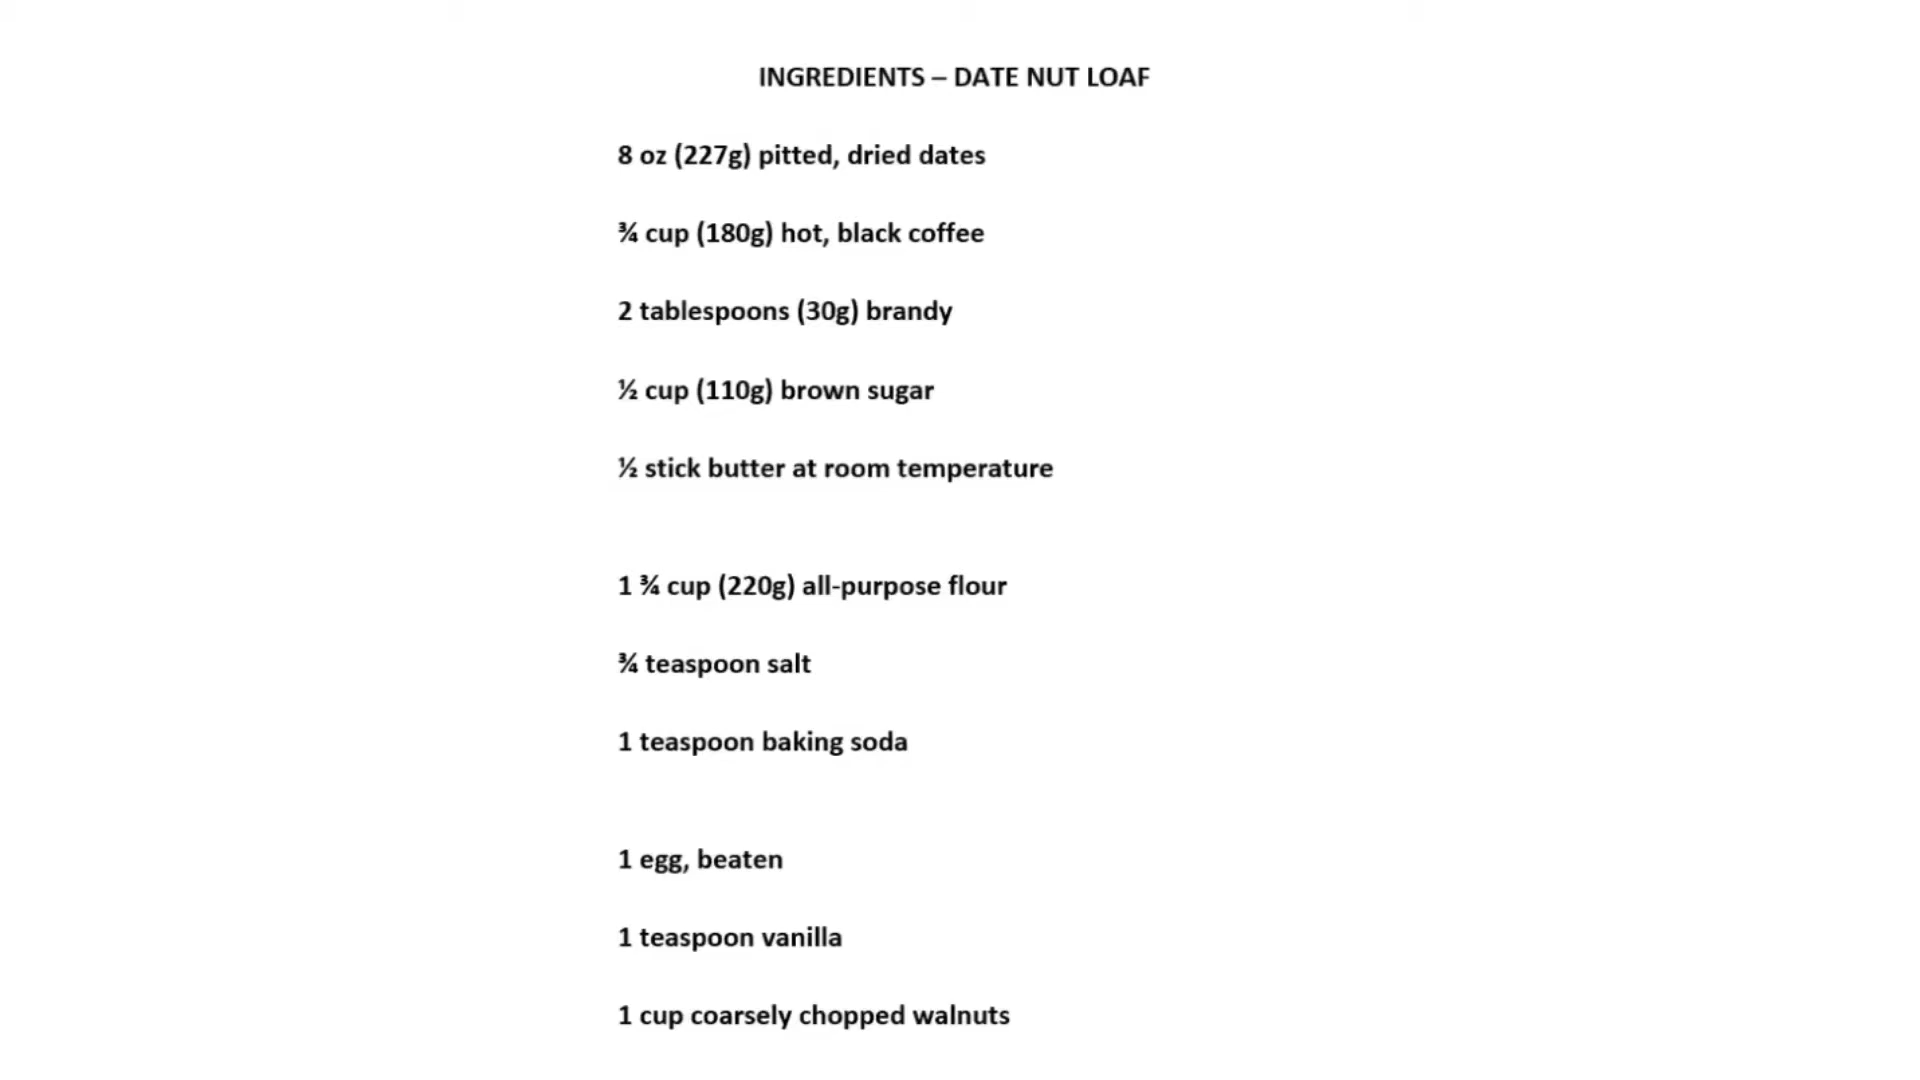 INGREDIENTS – DATE NUT LOAF
8 oz (227g) pitted, dried dates
¾ cup (180g) hot, black coffee
2 tablespoons (30g) brandy
½ cup (110g) brown sugar
½ stick butter at room temperature
1 ¾ cup (220g) all-purpose flour
¾ teaspoon salt
1 teaspoon baking soda
1 egg, beaten
1 teaspoon vanilla
1 cup coarsely chopped walnuts